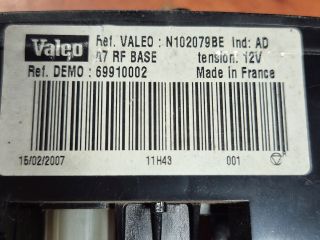 Valeo Ref. VALEO : N102079BE Ind: AD
A7 RF BASE tension: 12V
Ref. DEMO : 69910002 Made in France
15/02/2007 11H43 001